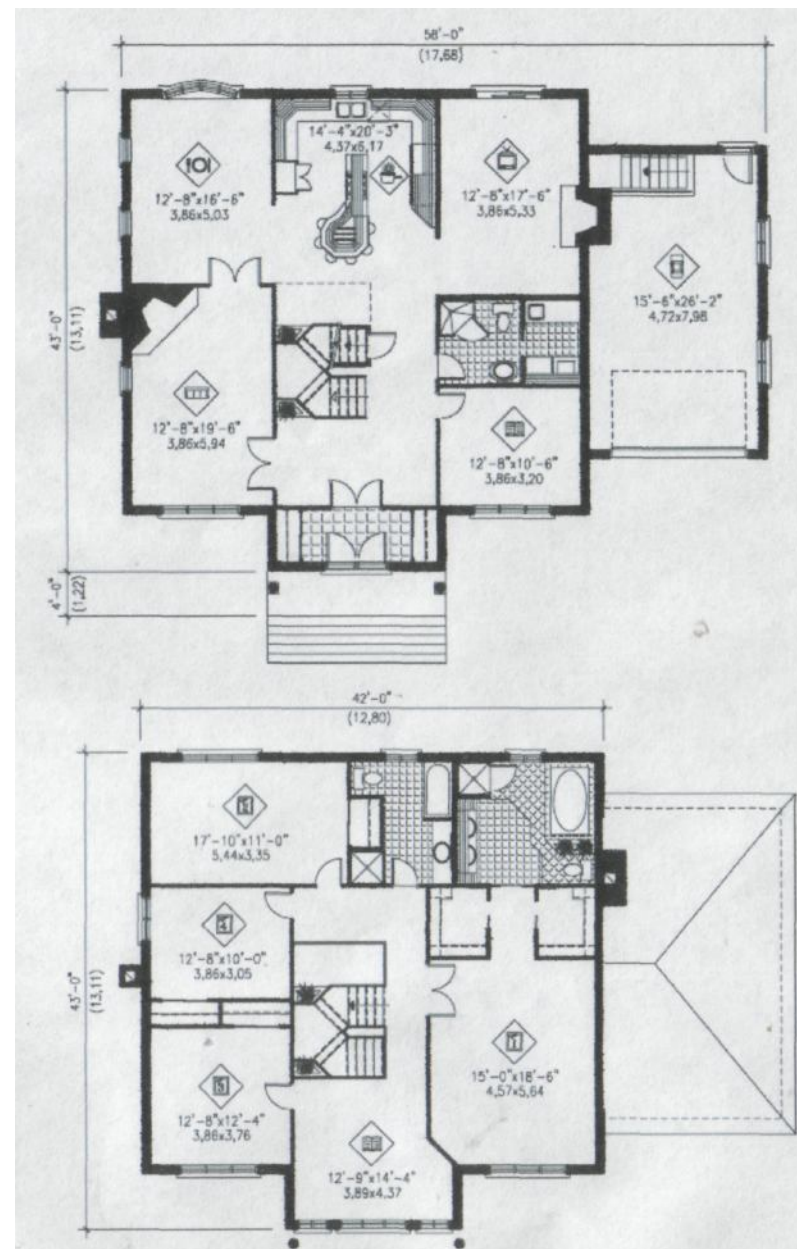 58'-0"
(17,68)
14'-4"x20'-3"
4,37x6,17
12'-8"x16'-6"
3,86x5,03
12'-8"x17'-6"
3,86x5,33
15'-6"x26'-2"
4,72x7,98
43'-0"
(13,11)
12'-8"x19'-6"
3,86x5,94
12'-8"x10'-6"
3,86x3,20
4'-0"
(1,22)
42'-0"
(12,80)
17'-10"x11'-0"
5,44x3,35
12'-8"x10'-0"
3,86x3,05
43'-0"
(13,11)
15'-0"x18'-6"
4,57x5,64
12'-8"x12'-4"
3,86x3,76
12'-9"x14'-4"
3,89x4,37